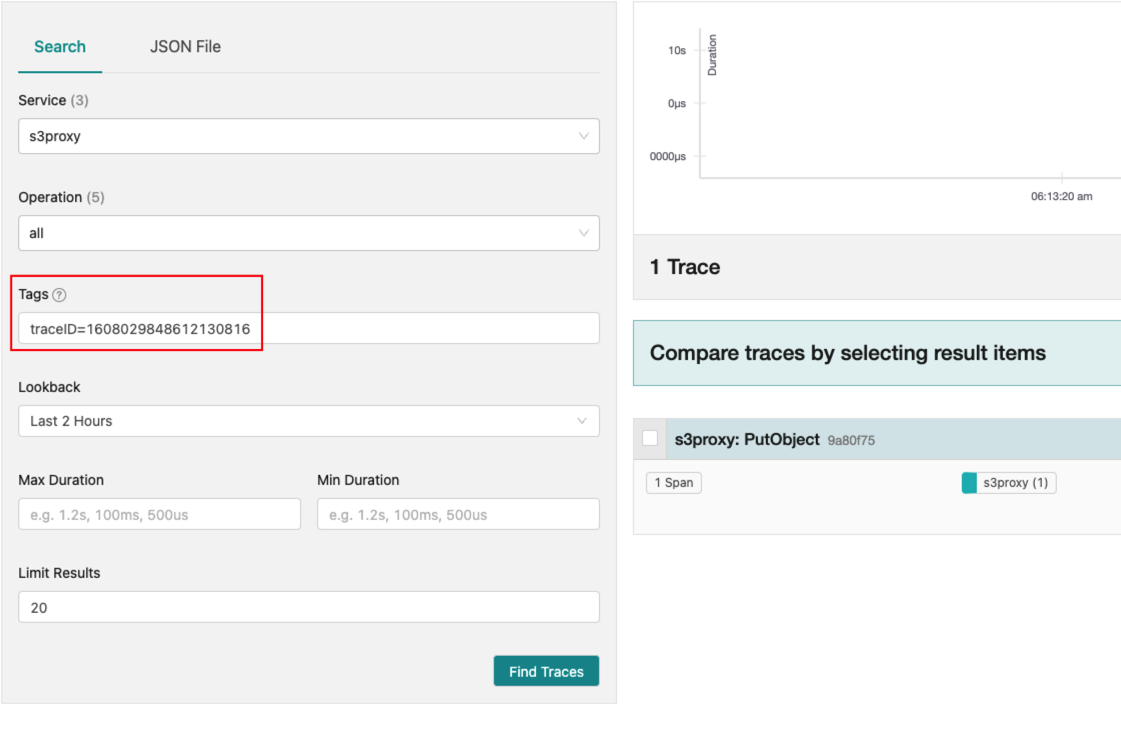 Search
JSON File
Service (3)
s3proxy
Operation (5)
all
Tags ?
traceID=1608029848612130816
Lookback
Last 2 Hours
Max Duration
Min Duration
e.g. 1.2s, 100ms, 500us
e.g. 1.2s, 100ms, 500us
Limit Results
20
Find Traces
Duration
10s
0μs
0000μs
06:13:20 am
1 Trace
Compare traces by selecting result items
s3proxy: PutObject 9a80f75
1 Span
s3proxy (1)